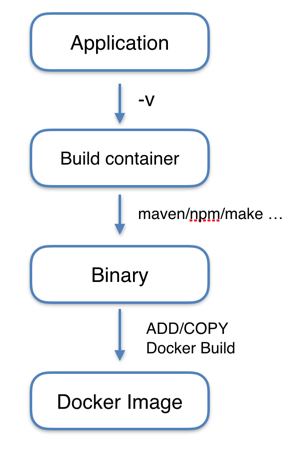 Application
-v
Build container
maven/npm/make ...
Binary
ADD/COPY
Docker Build
Docker Image